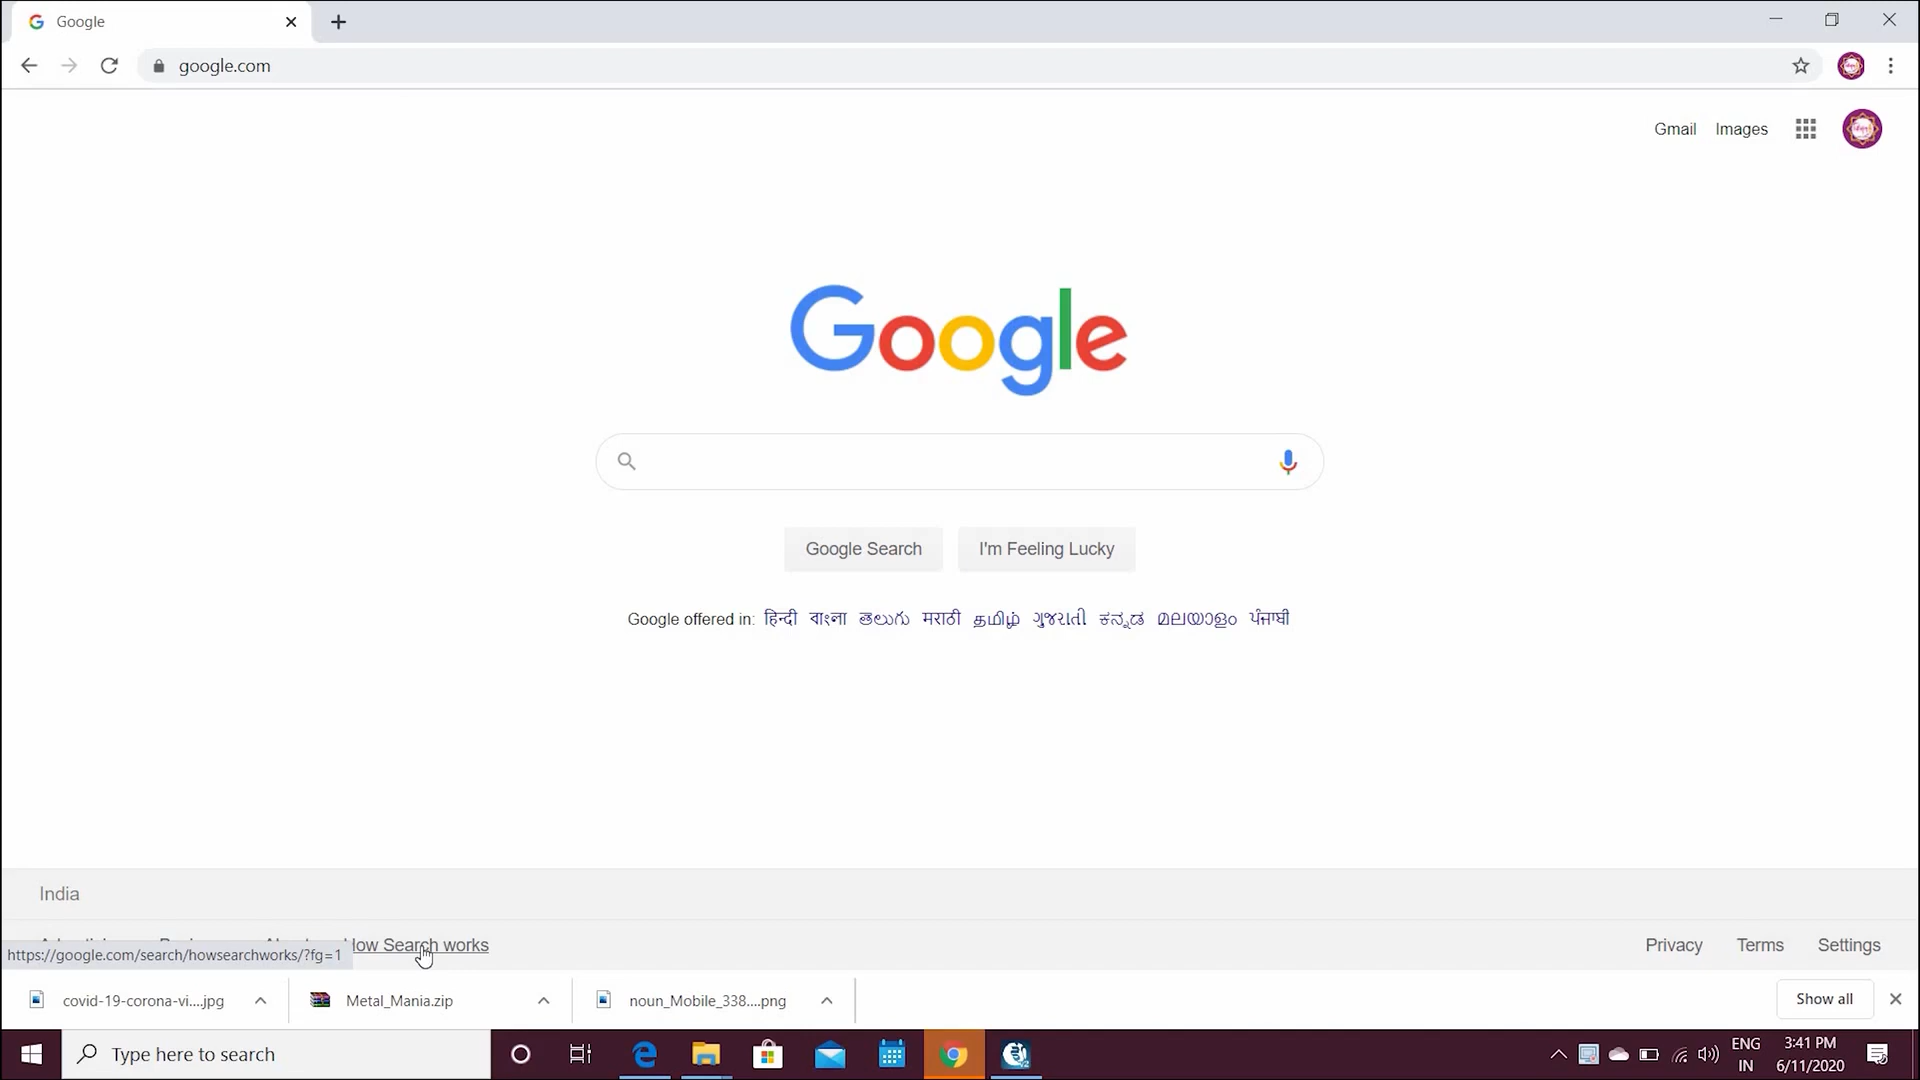 Google
google.com
Gmail Images
Google
Google Search I'm Feeling Lucky
Google offered in: हिन्दी বাংলা తెలుగు मराठी தமிழ் ગુજરાતી ಕನ್ನಡ മലയാളം ਪੰਜਾਬੀ
India
How Search works Privacy Terms Settings
https://google.com/search/howsearchworks/?fg=1
covid-19-corona-vi....jpg Metal_Mania.zip noun_Mobile_338....png Show all
Type here to search ENG 3:41 PM
IN 6/11/2020